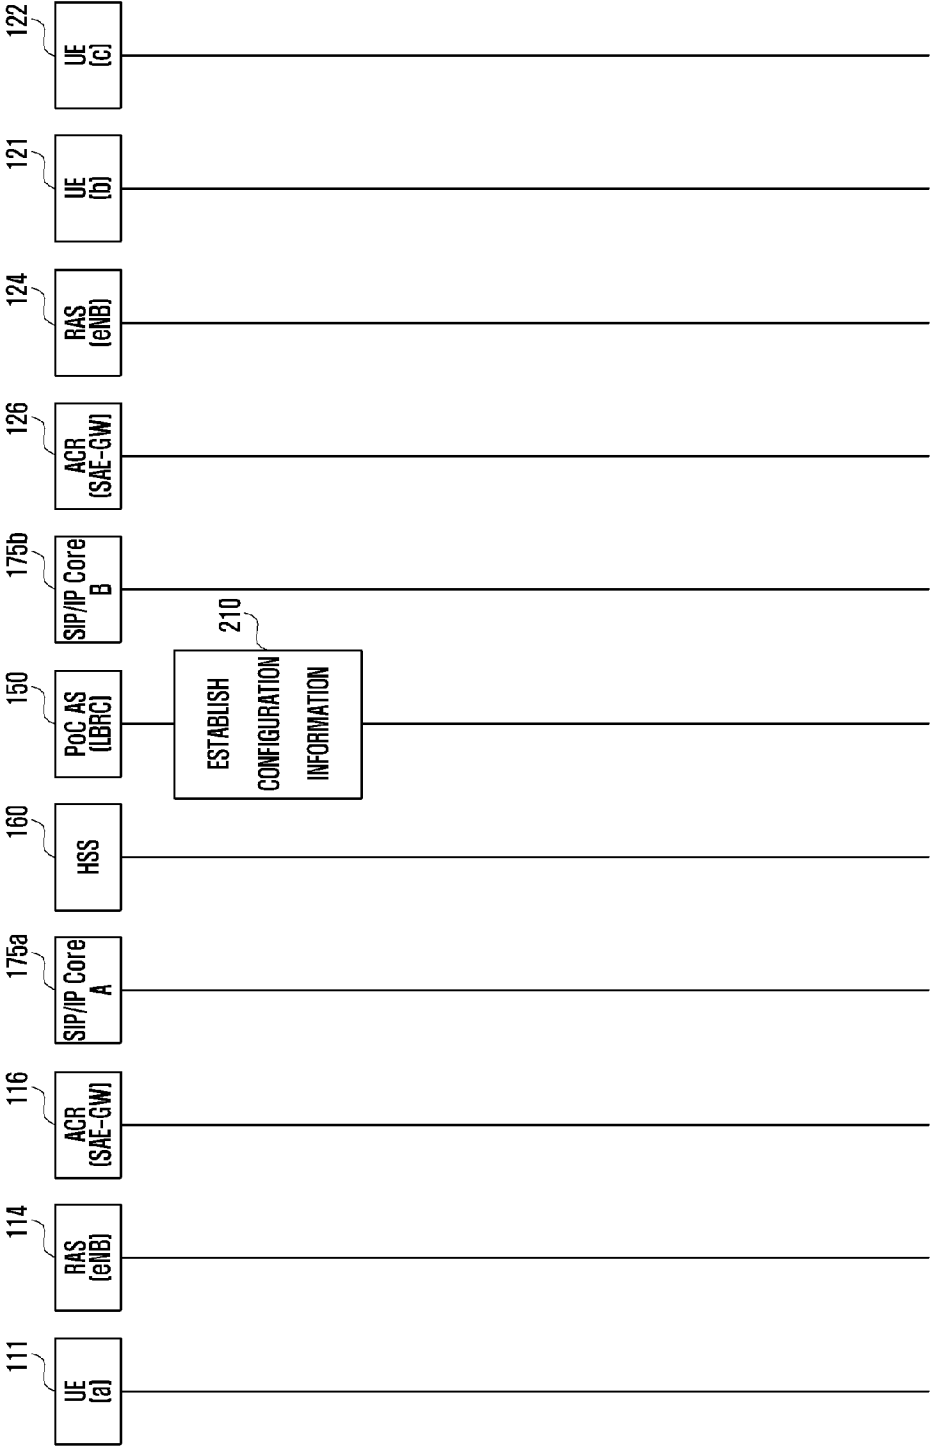 111
UE
(a)
114
RAS
(eNB)
116
ACR
(SAE-GW)
175a
SIP/IP Core
A
160
HSS
150
PoC AS
(LBRC)
175b
SIP/IP Core
B
126
ACR
(SAE-GW)
124
RAS
(eNB)
121
UE
(b)
122
UE
(c)
210
ESTABLISH
CONFIGURATION
INFORMATION